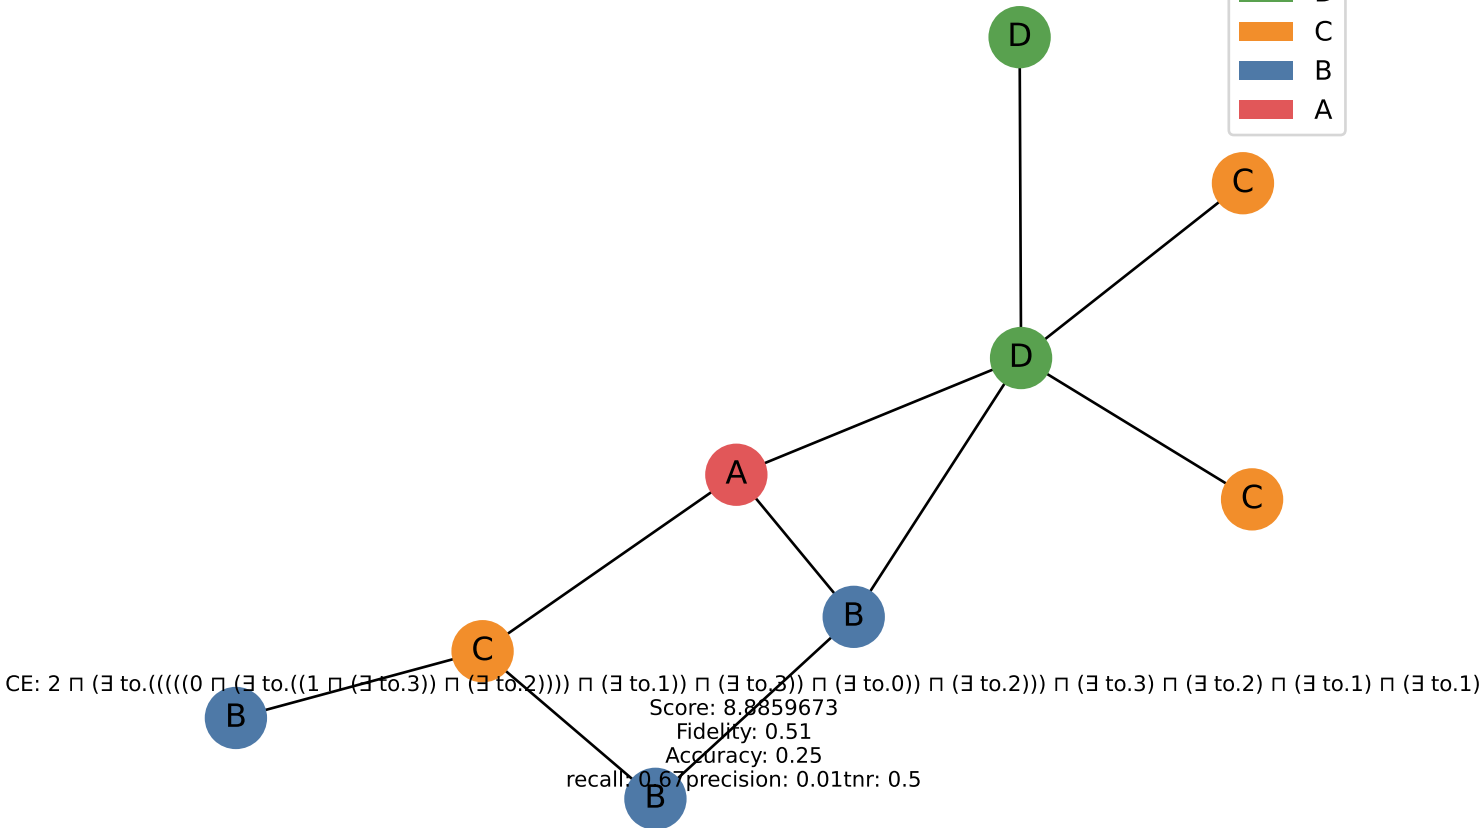 D
D
C
B
A
C
D
A
C
B
C
CE: 2 ⊓ (∃ to.(((((0 ⊓ (∃ to.((1 ⊓ (∃ to.3)) ⊓ (∃ to.2)))) ⊓ (∃ to.1)) ⊓ (∃ to.3)) ⊓ (∃ to.0)) ⊓ (∃ to.2))) ⊓ (∃ to.3) ⊓ (∃ to.2) ⊓ (∃ to.1) ⊓ (∃ to.1)
B
Score: 8.8859673
Fidelity: 0.51
Accuracy: 0.25
recall: 0.67precision: 0.01tnr: 0.5
B